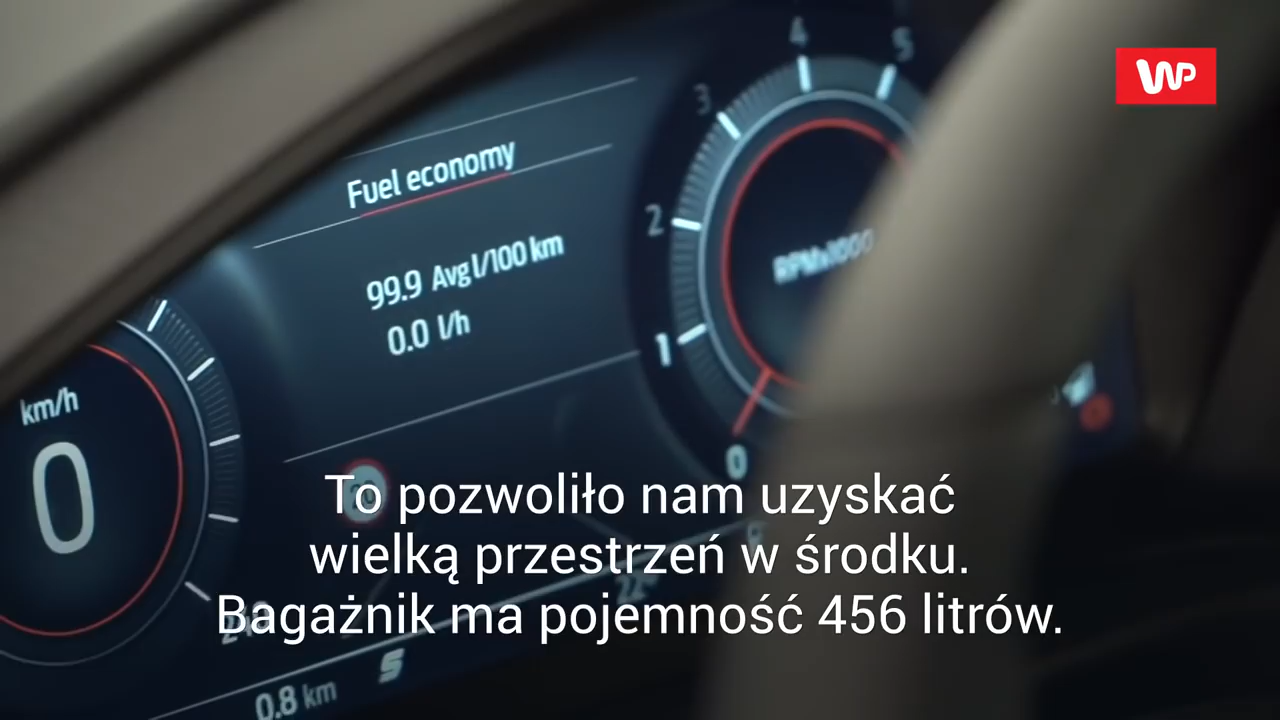 WP
4
5
3
Fuel economy
2
99.9 Avg l/100 km
RPMx1000
0.0 l/h
1
km/h
0
0
To pozwoliło nam uzyskać
wielką przestrzeń w środku.
Bagażnik ma pojemność 456 litrów.
S
0.8 km